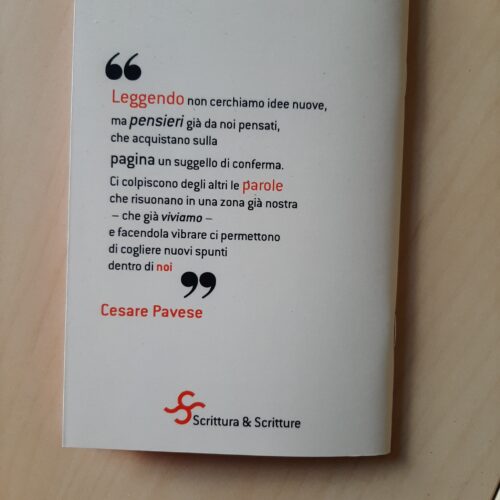 “
Leggendo non cerchiamo idee nuove,
ma pensieri già da noi pensati,
che acquistano sulla
pagina un suggello di conferma.
Ci colpiscono degli altri le parole
che risuonano in una zona già nostra
– che già viviamo –
e facendola vibrare ci permettono
di cogliere nuovi spunti
dentro di noi
”
Cesare Pavese
Scrittura & Scritture